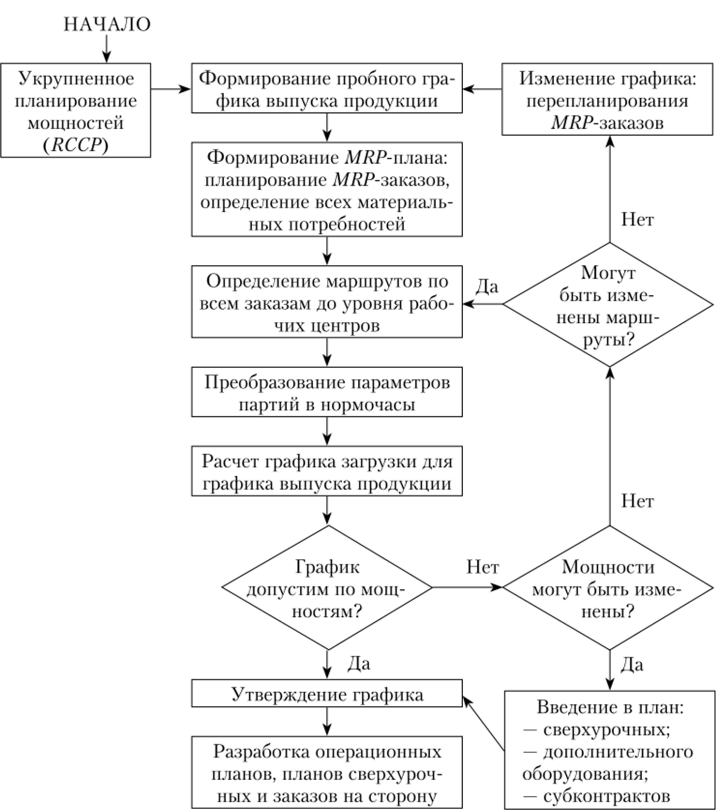 НАЧАЛО
Укрупненное
планирование
мощностей
(RCCP)
Формирование пробного гра-
фика выпуска продукции
Изменение графика:
перепланирования
MRP-заказов
Формирование MRP-плана:
планирование MRP-заказов,
определение всех материаль-
ных потребностей
Нет
Определение маршрутов по
всем заказам до уровня рабо-
чих центров
Да
Могут
быть изме-
нены марш-
руты?
Преобразование параметров
партий в нормочасы
Расчет графика загрузки для
графика выпуска продукции
Нет
График
допустим по мощ-
ностям?
Нет
Мощности
могут быть изме-
нены?
Да
Да
Утверждение графика
Введение в план:
— сверхурочных;
— дополнительного
оборудования;
— субконтрактов
Разработка операционных
планов, планов сверхуроч-
ных и заказов на сторону